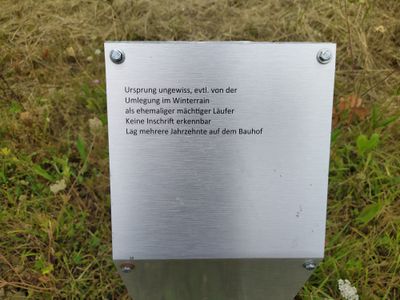 Ursprung ungewiss, evtl. von der
Umlegung im Winterrain
als ehemaliger mächtiger Läufer
Keine Inschrift erkennbar
Lag mehrere Jahrzehnte auf dem Bauhof